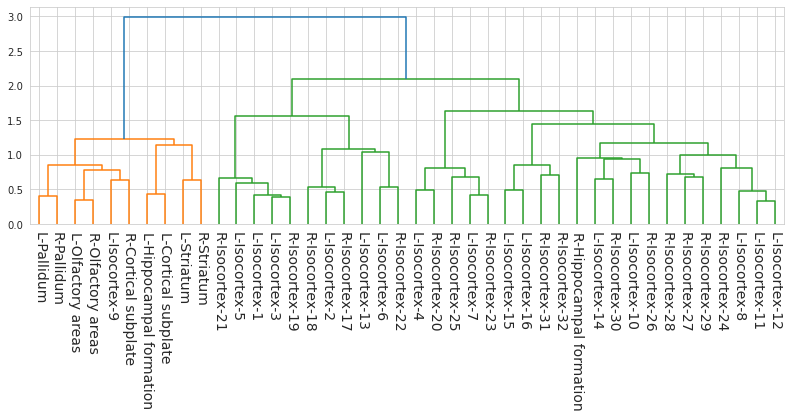 3.0
2.5
2.0
1.5
1.0
0.5
0.0
L-Pallidum
R-Pallidum
L-Olfactory areas
R-Olfactory areas
L-Isocortex-9
R-Cortical subplate
L-Hippocampal formation
L-Cortical subplate
L-Striatum
R-Striatum
R-Isocortex-21
L-Isocortex-5
L-Isocortex-1
L-Isocortex-3
R-Isocortex-19
R-Isocortex-18
L-Isocortex-2
R-Isocortex-17
L-Isocortex-13
L-Isocortex-6
R-Isocortex-22
L-Isocortex-4
R-Isocortex-20
R-Isocortex-25
L-Isocortex-7
R-Isocortex-23
L-Isocortex-15
L-Isocortex-16
R-Isocortex-31
R-Isocortex-32
R-Hippocampal formation
L-Isocortex-14
R-Isocortex-30
L-Isocortex-10
R-Isocortex-26
R-Isocortex-28
R-Isocortex-27
R-Isocortex-29
R-Isocortex-24
L-Isocortex-8
L-Isocortex-11
L-Isocortex-12